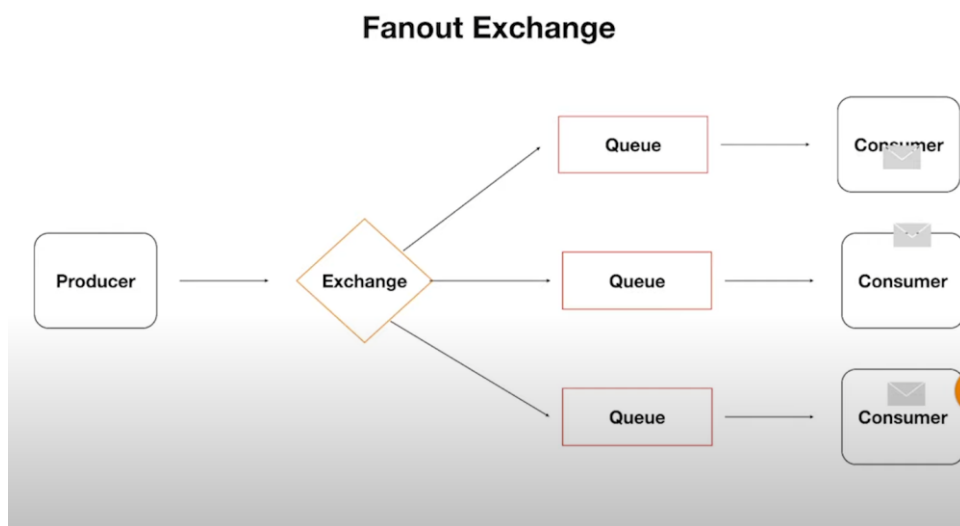 Fanout Exchange
Queue
Consumer
Producer
Exchange
Queue
Consumer
Queue
Consumer